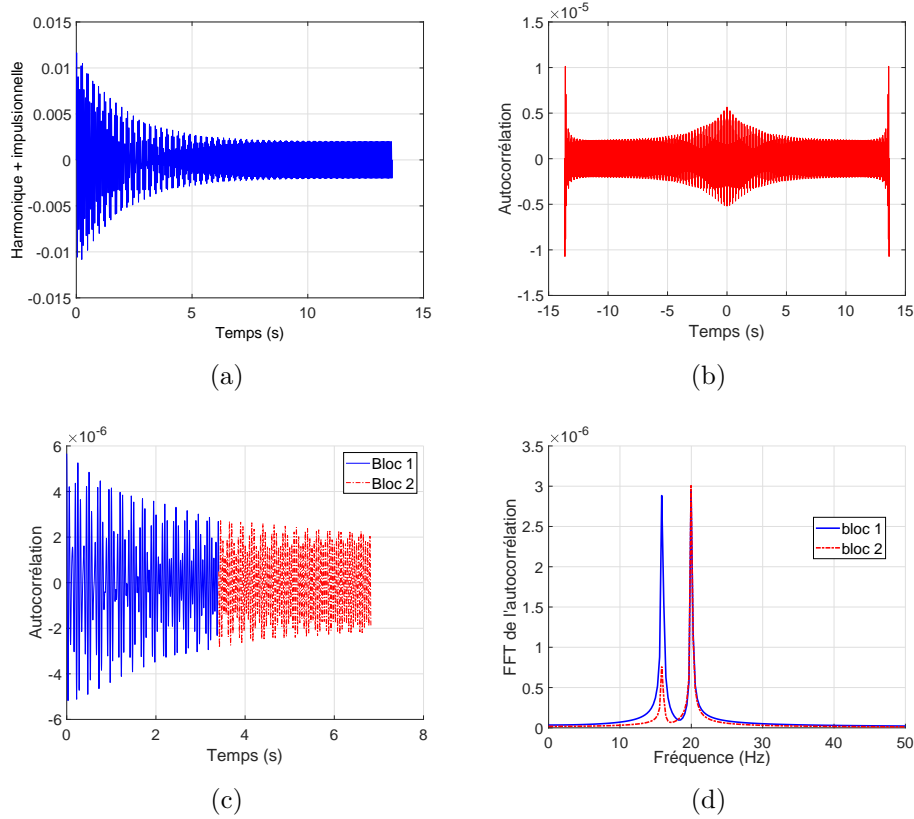 0.015
0.01
0.005
0
-0.005
-0.01
-0.015
Harmonique + impulsionnelle
0 5 10 15
Temps (s)
(a)
×10⁻⁵
1.5
1
0.5
0
-0.5
-1
-1.5
Autocorrélation
-15 -10 -5 0 5 10 15
Temps (s)
(b)
×10⁻⁶
6
4
2
0
-2
-4
-6
Autocorrélation
Bloc 1
Bloc 2
0 2 4 6 8
Temps (s)
(c)
×10⁻⁶
3.5
3
2.5
2
1.5
1
0.5
0
FFT de l'autocorrélation
bloc 1
bloc 2
0 10 20 30 40 50
Fréquence (Hz)
(d)